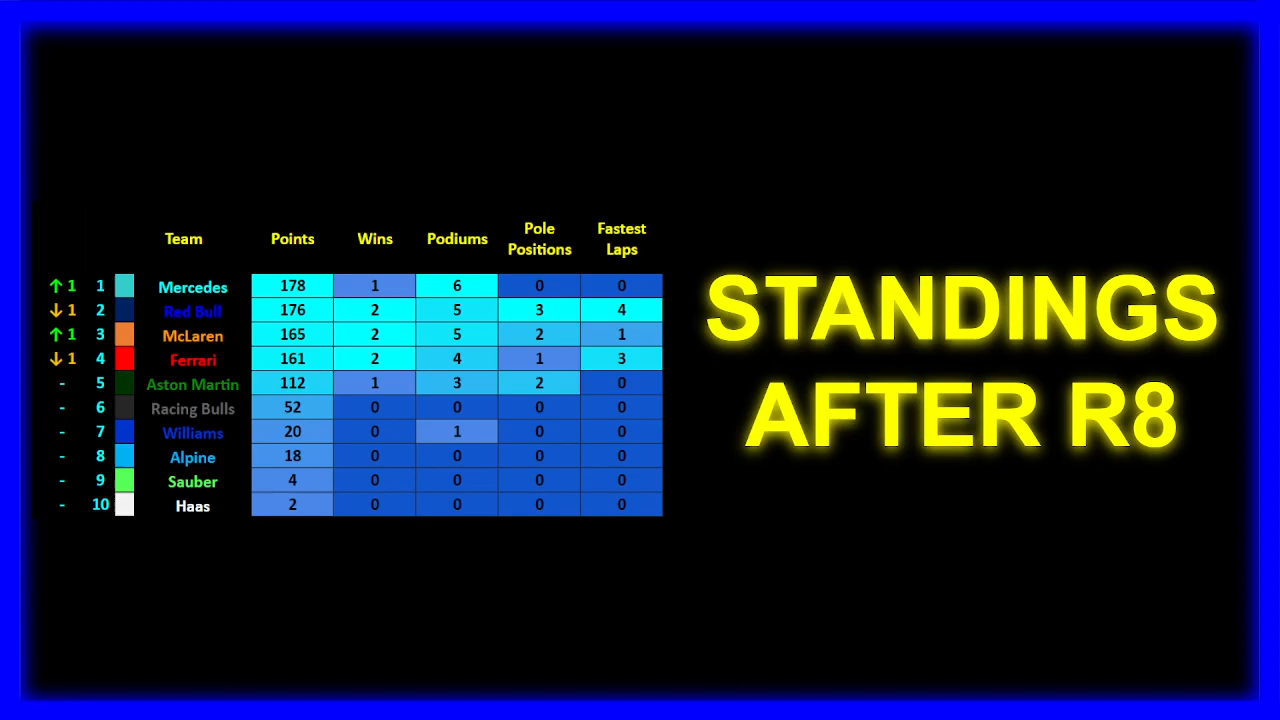 Team Points Wins Podiums Pole Positions Fastest Laps
↑ 1 1 Mercedes 178 1 6 0 0
↓ 1 2 Red Bull 176 2 5 3 4
↑ 1 3 McLaren 165 2 5 2 1
↓ 1 4 Ferrari 161 2 4 1 3
- 5 Aston Martin 112 1 3 2 0
- 6 Racing Bulls 52 0 0 0 0
- 7 Williams 20 0 1 0 0
- 8 Alpine 18 0 0 0 0
- 9 Sauber 4 0 0 0 0
- 10 Haas 2 0 0 0 0
STANDINGS
AFTER R8